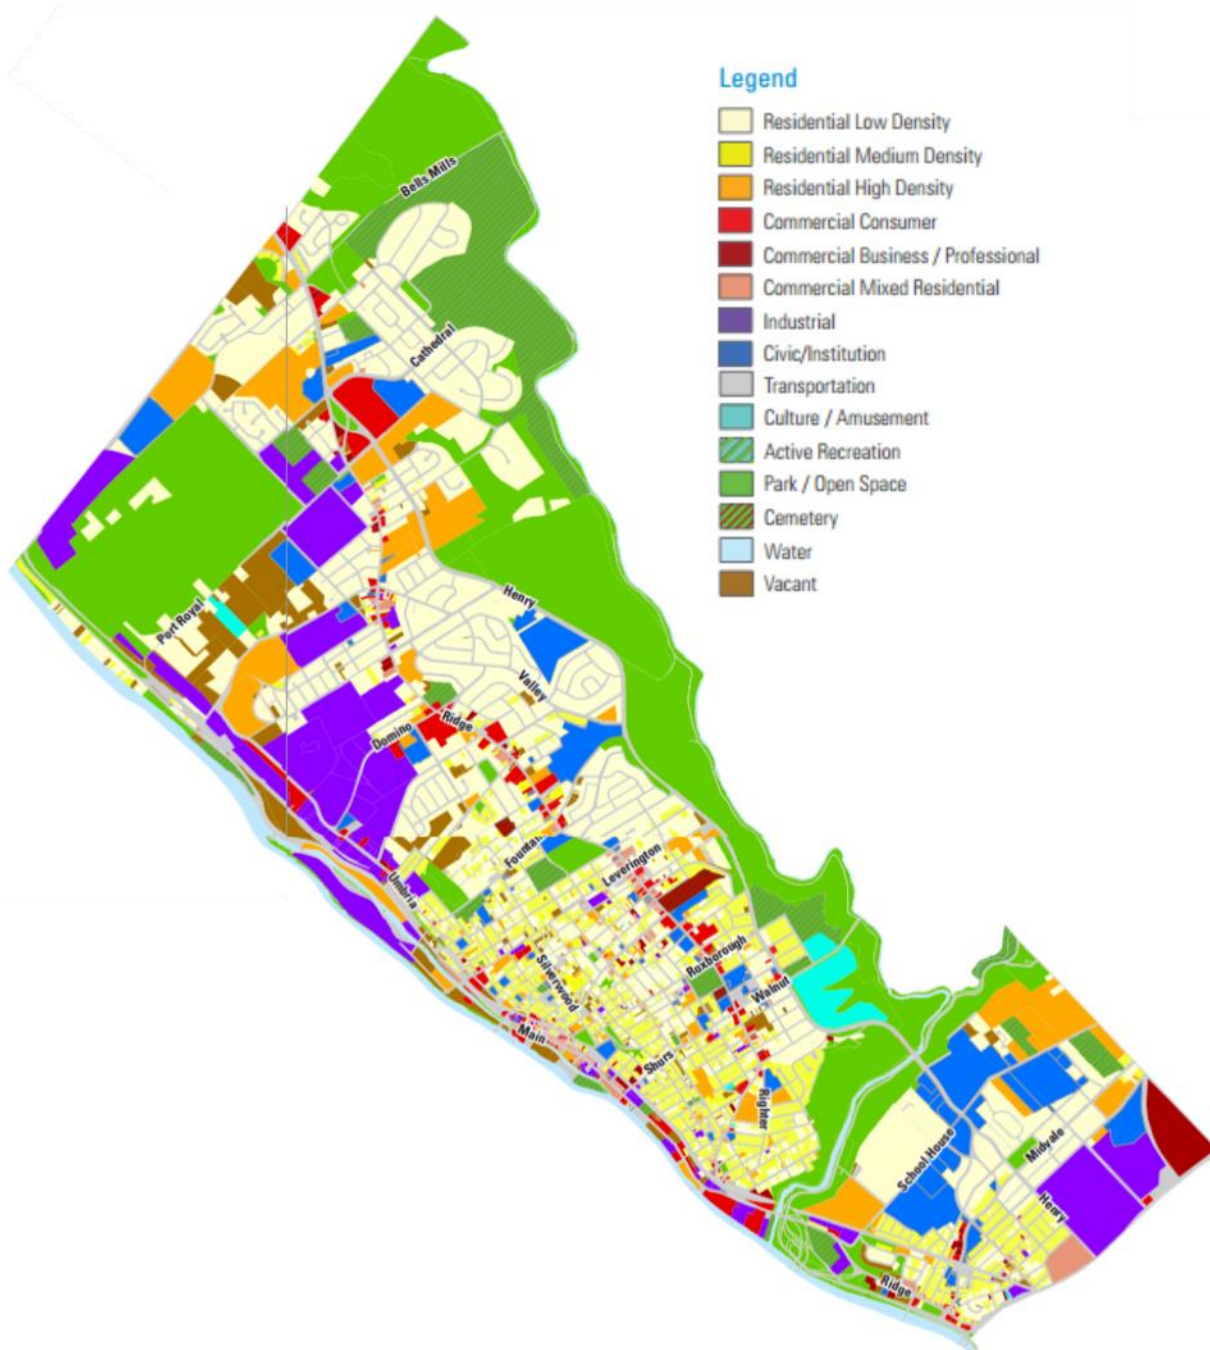 Legend
Residential Low Density
Residential Medium Density
Residential High Density
Commercial Consumer
Commercial Business / Professional
Commercial Mixed Residential
Industrial
Civic/Institution
Transportation
Culture / Amusement
Active Recreation
Park / Open Space
Cemetery
Water
Vacant
Bells Mills
Cathedral
Henry
Port Royal
Valley
Ridge
Domino
Leverington
Umbria
Silverwood
Roxborough
Walnut
Main
Shurs
Righter
School House
Midvale
Henry
Ridge